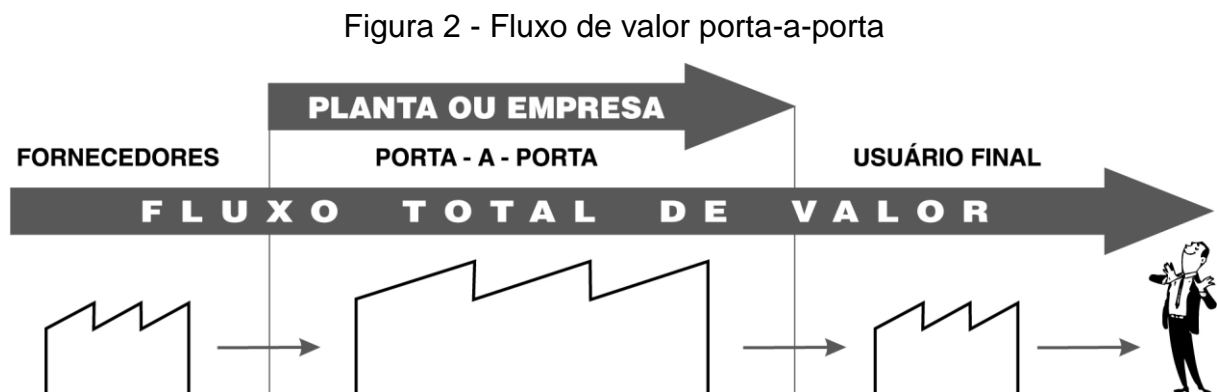 Figura 2 - Fluxo de valor porta-a-porta
PLANTA OU EMPRESA
FORNECEDORES PORTA - A - PORTA USUÁRIO FINAL
FLUXO TOTAL DE VALOR